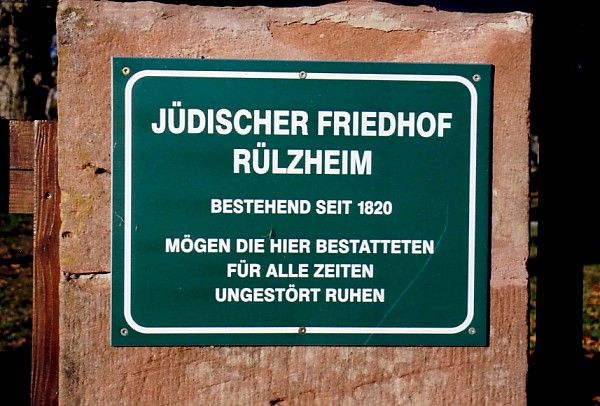 JÜDISCHER FRIEDHOF
RÜLZHEIM
BESTEHEND SEIT 1820
MÖGEN DIE HIER BESTATTETEN
FÜR ALLE ZEITEN
UNGESTÖRT RUHEN